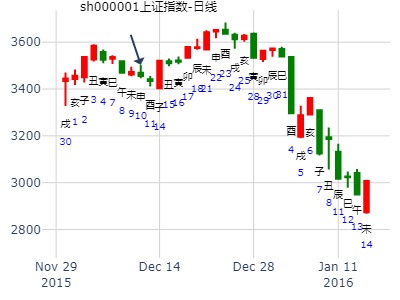 sh000001上证指数-日线
3600
3400
3200
3000
2800
戌 亥 子 丑 寅 巳 午 未 申 酉 子 丑 寅 卯 辰 未 申 酉 戌 亥 寅 卯 辰 巳 酉 戌 亥 子 丑 辰 巳 午 未
30 1 2 3 4 7 8 9 10 11 14 15 16 17 18 21 22 23 24 25 28 29 30 31 4 5 6 7 8 11 12 13 14
Nov 29 Dec 14 Dec 28 Jan 11
2015 2016